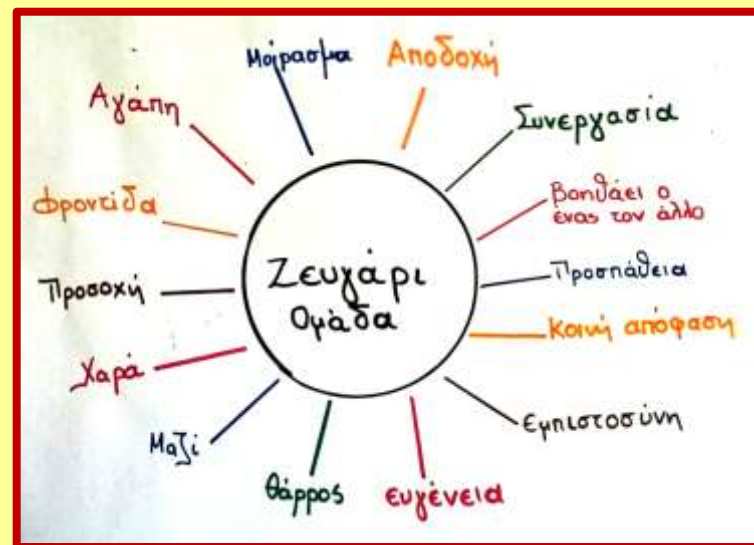 Μοίρασμα
Αποδοχή
Αγάπη
Συνεργασία
Φροντίδα
βοηθάει ο
ένας τον άλλο
Ζευγάρι
Ομάδα
Προσοχή
Προσπάθεια
Χαρά
Κοινή απόφαση
Μαζί
Εμπιστοσύνη
θάρρος
ευγένεια